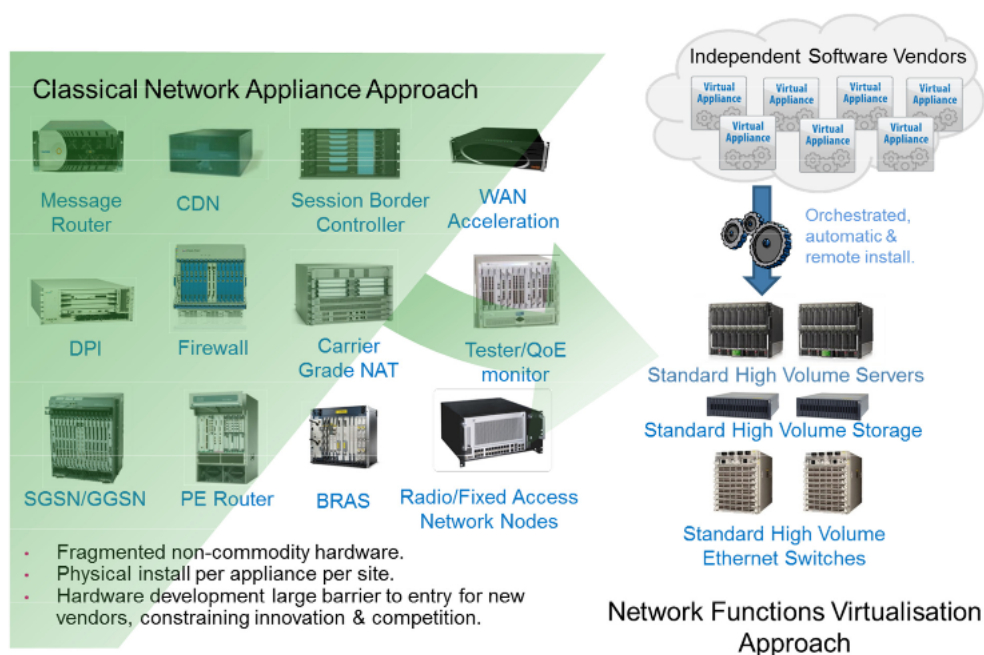 Classical Network Appliance Approach
Message
Router
CDN
Session Border
Controller
WAN
Acceleration
DPI
Firewall
Carrier
Grade NAT
Tester/QoE
monitor
SGSN/GGSN
PE Router
BRAS
Radio/Fixed Access
Network Nodes
• Fragmented non-commodity hardware.
• Physical install per appliance per site.
• Hardware development large barrier to entry for new
vendors, constraining innovation & competition.
Independent Software Vendors
Virtual
Appliance
Virtual
Appliance
Virtual
Appliance
Virtual
Appliance
Virtual
Appliance
Virtual
Appliance
Virtual
Appliance
Orchestrated,
automatic &
remote install.
Standard High Volume Servers
Standard High Volume Storage
Standard High Volume
Ethernet Switches
Network Functions Virtualisation
Approach